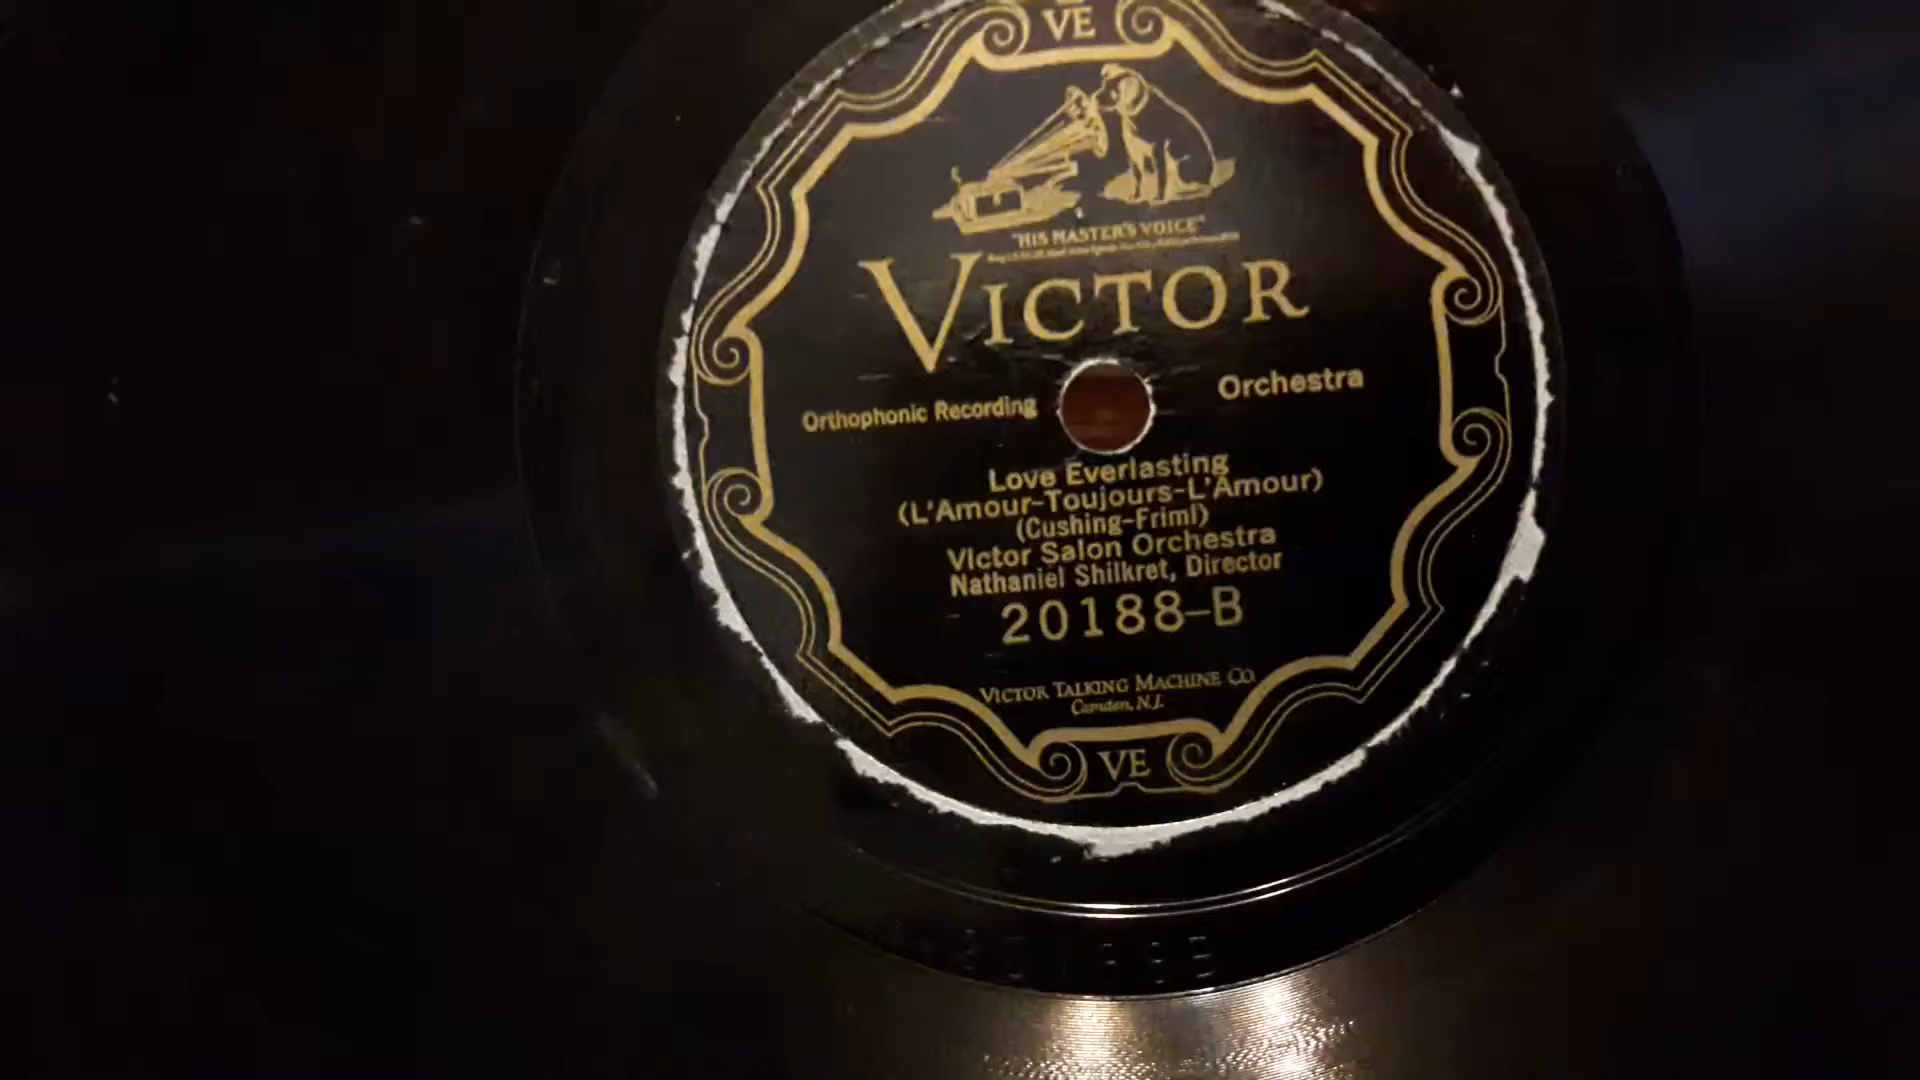 VE
"HIS MASTER'S VOICE"
VICTOR
Orthophonic Recording
Orchestra
Love Everlasting
(L'Amour-Toujours-L'Amour)
(Cushing-Friml)
Victor Salon Orchestra
Nathaniel Shilkret, Director
20188-B
VICTOR TALKING MACHINE CO.
Camden, N.J.
VE